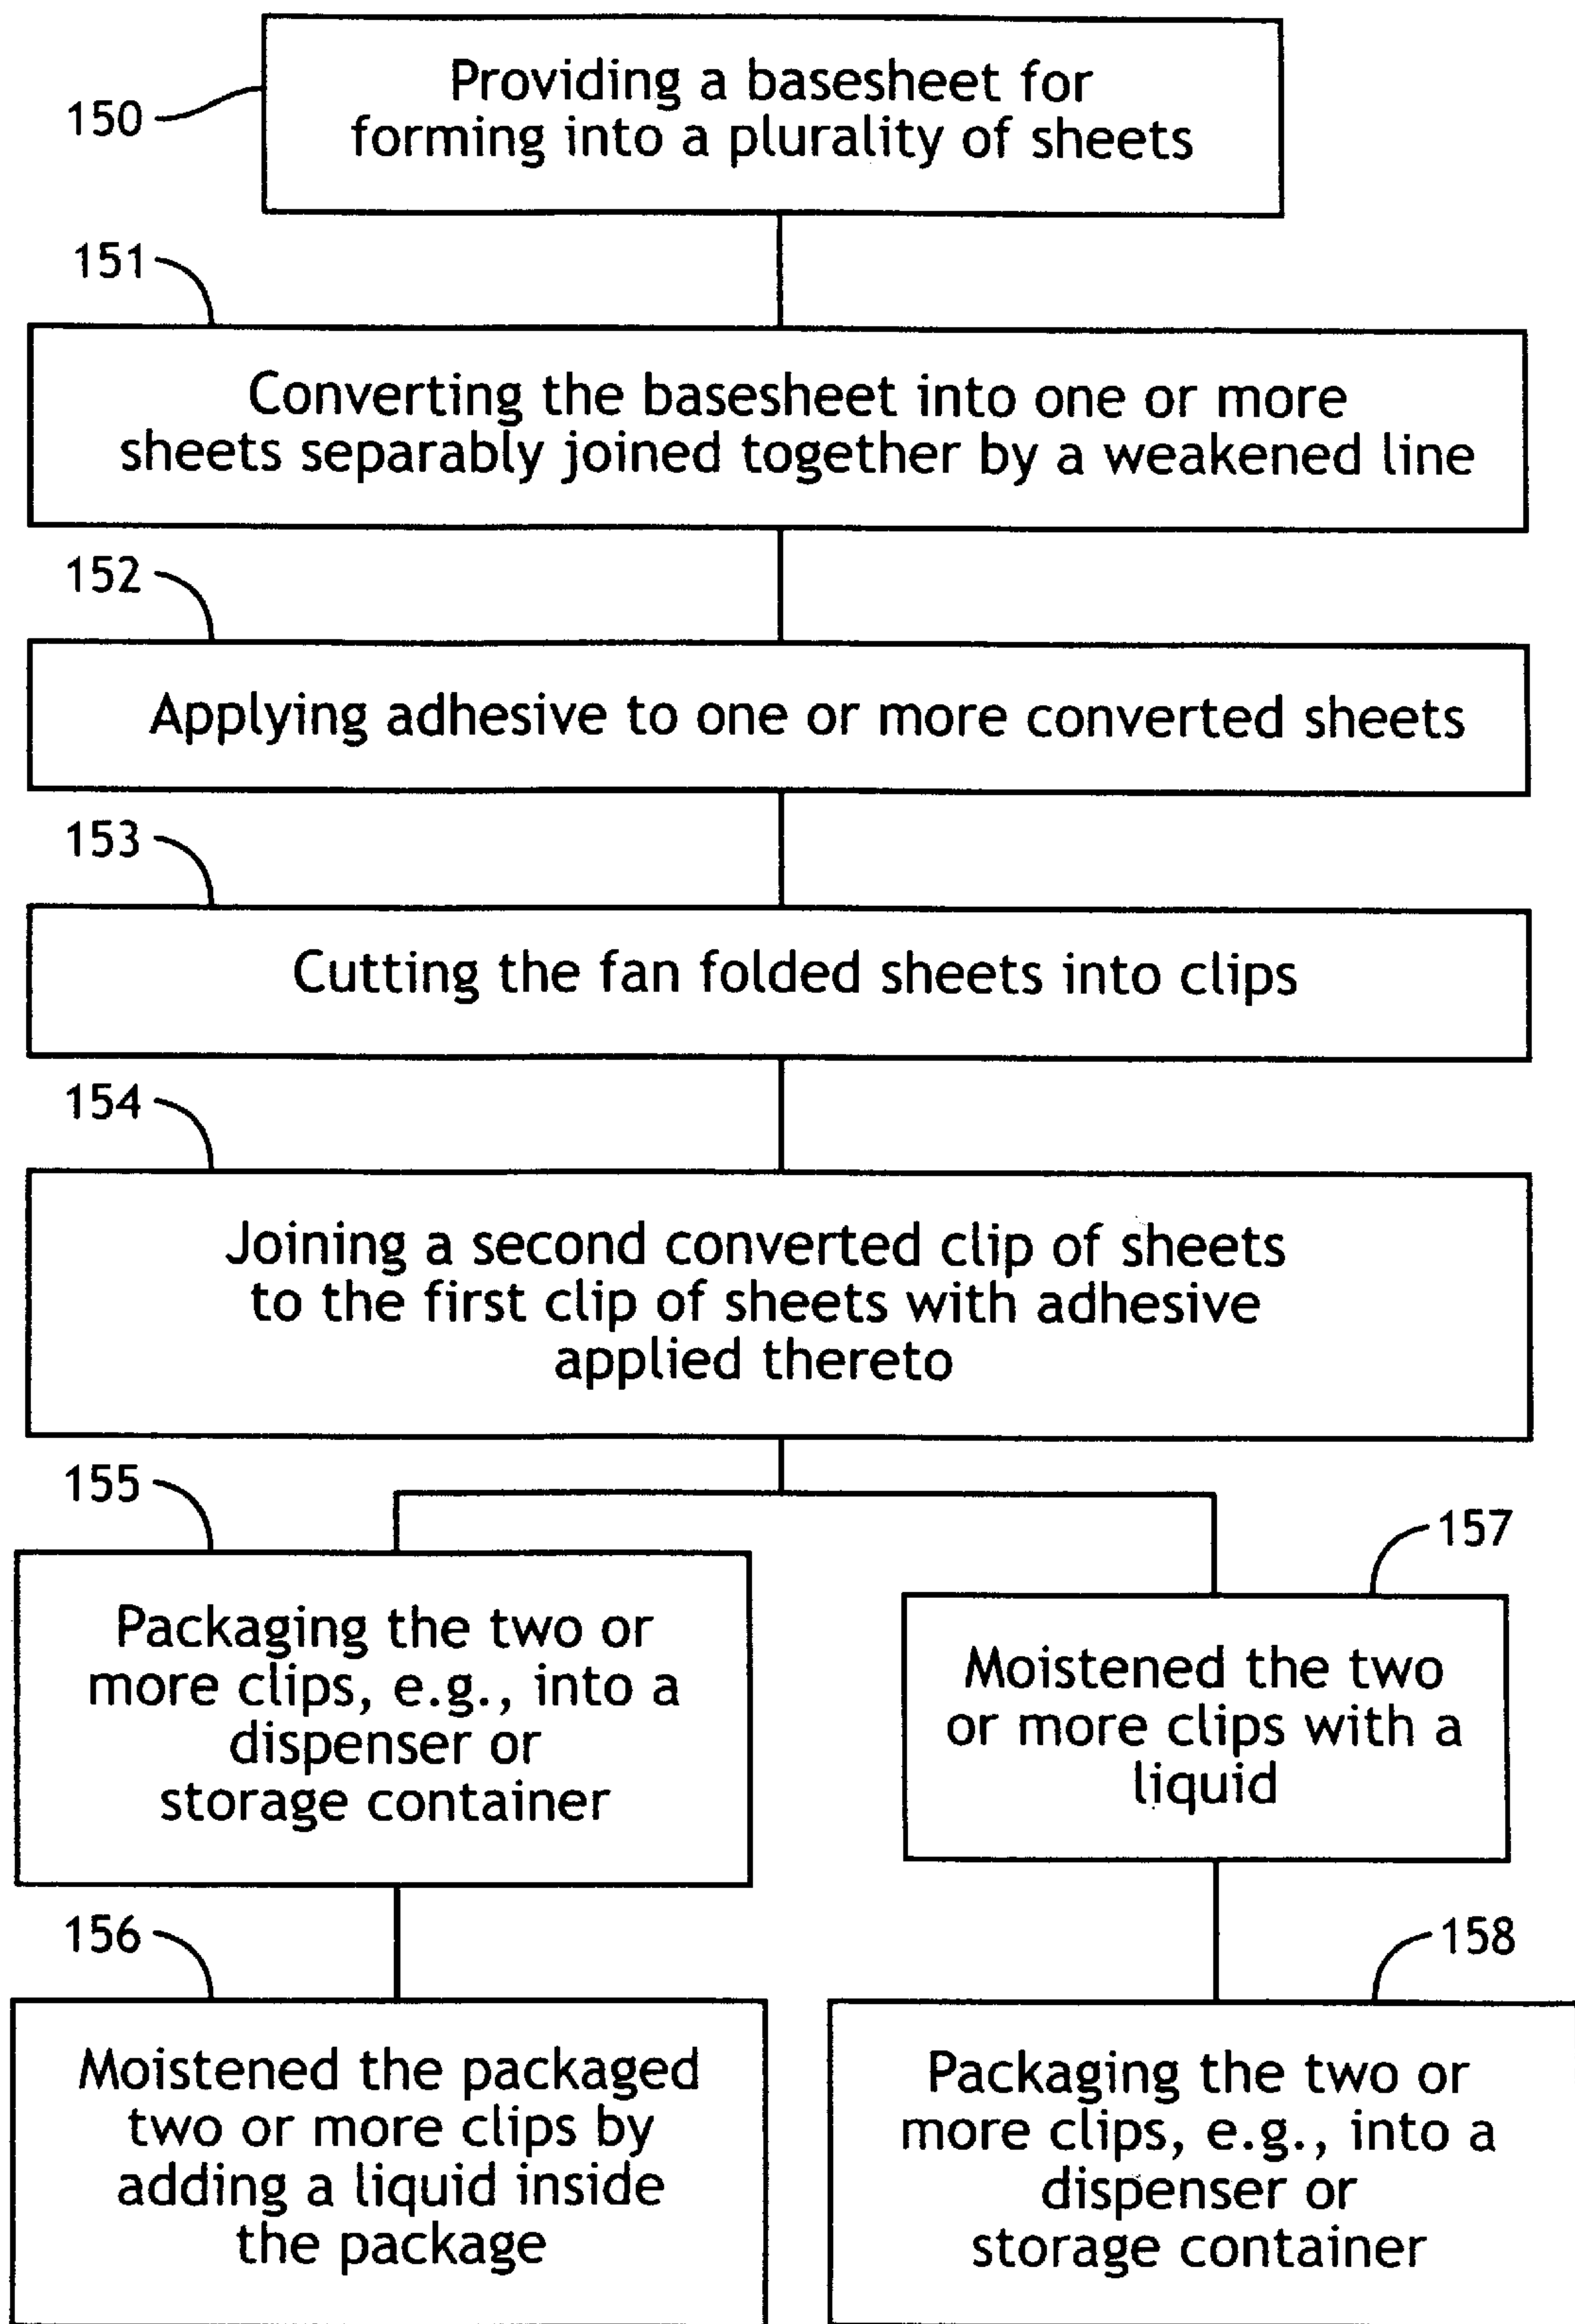 150
Providing a basesheet for
forming into a plurality of sheets
151
Converting the basesheet into one or more
sheets separably joined together by a weakened line
152
Applying adhesive to one or more converted sheets
153
Cutting the fan folded sheets into clips
154
Joining a second converted clip of sheets
to the first clip of sheets with adhesive
applied thereto
155
Packaging the two or
more clips, e.g., into a
dispenser or
storage container
156
Moistened the packaged
two or more clips by
adding a liquid inside
the package
157
Moistened the two
or more clips with a
liquid
158
Packaging the two or
more clips, e.g., into a
dispenser or
storage container